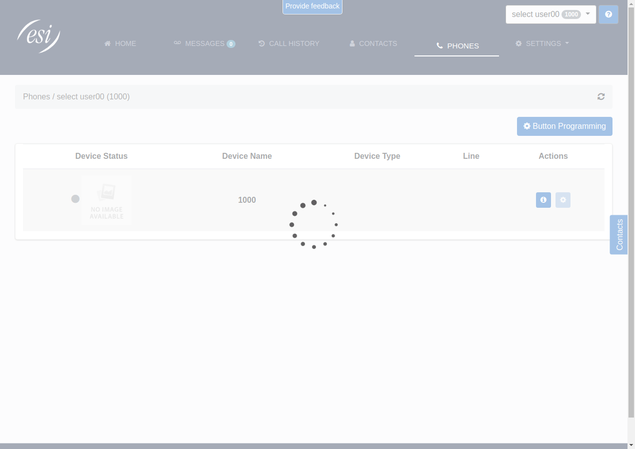 Provide feedback
select user00 1000
esi
HOME
MESSAGES 0
CALL HISTORY
CONTACTS
PHONES
SETTINGS
Phones / select user00 (1000)
Button Programming
Device Status Device Name Device Type Line Actions
NO IMAGE
AVAILABLE
1000
Contacts